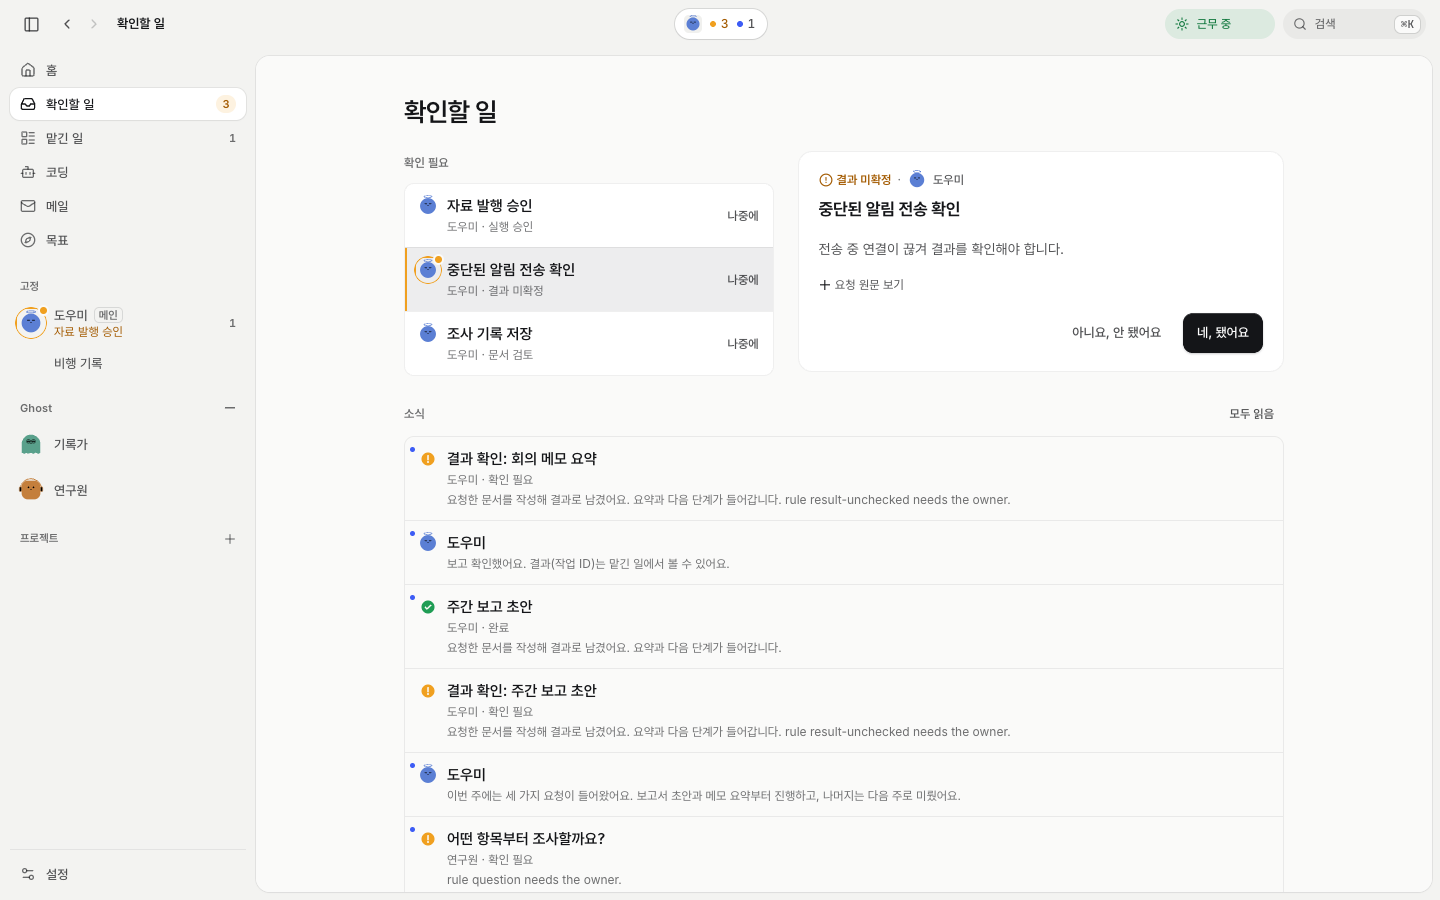 확인할 일
3 1
근무 중
검색 ⌘K
홈
확인할 일 3
맡긴 일 1
코딩
메일
목표
고정
도우미 메인
자료 발행 승인
1
비행 기록
Ghost
기록가
연구원
프로젝트
설정
확인할 일
확인 필요
자료 발행 승인
도우미 · 실행 승인
나중에
중단된 알림 전송 확인
도우미 · 결과 미확정
나중에
조사 기록 저장
도우미 · 문서 검토
나중에
결과 미확정 · 도우미
중단된 알림 전송 확인
전송 중 연결이 끊겨 결과를 확인해야 합니다.
요청 원문 보기
아니요, 안 됐어요 네, 됐어요
소식 모두 읽음
결과 확인: 회의 메모 요약
도우미 · 확인 필요
요청한 문서를 작성해 결과로 남겼어요. 요약과 다음 단계가 들어갑니다. rule result-unchecked needs the owner.
도우미
보고 확인했어요. 결과(작업 ID)는 맡긴 일에서 볼 수 있어요.
주간 보고 초안
도우미 · 완료
요청한 문서를 작성해 결과로 남겼어요. 요약과 다음 단계가 들어갑니다.
결과 확인: 주간 보고 초안
도우미 · 확인 필요
요청한 문서를 작성해 결과로 남겼어요. 요약과 다음 단계가 들어갑니다. rule result-unchecked needs the owner.
도우미
이번 주에는 세 가지 요청이 들어왔어요. 보고서 초안과 메모 요약부터 진행하고, 나머지는 다음 주로 미뤘어요.
어떤 항목부터 조사할까요?
연구원 · 확인 필요
rule question needs the owner.